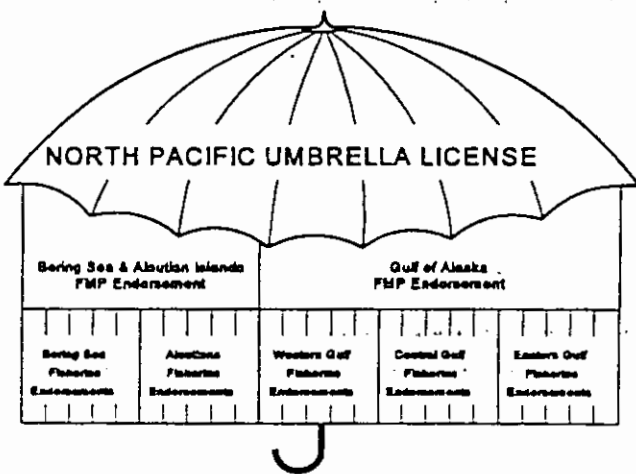 NORTH PACIFIC UMBRELLA LICENSE
Bering Sea & Aleutian Islands
FMP Endorsement
Gulf of Alaska
FMP Endorsement
Bering Sea
Fisheries
Endorsements
Aleutians
Fisheries
Endorsements
Western Gulf
Fisheries
Endorsements
Central Gulf
Fisheries
Endorsements
Eastern Gulf
Fisheries
Endorsements